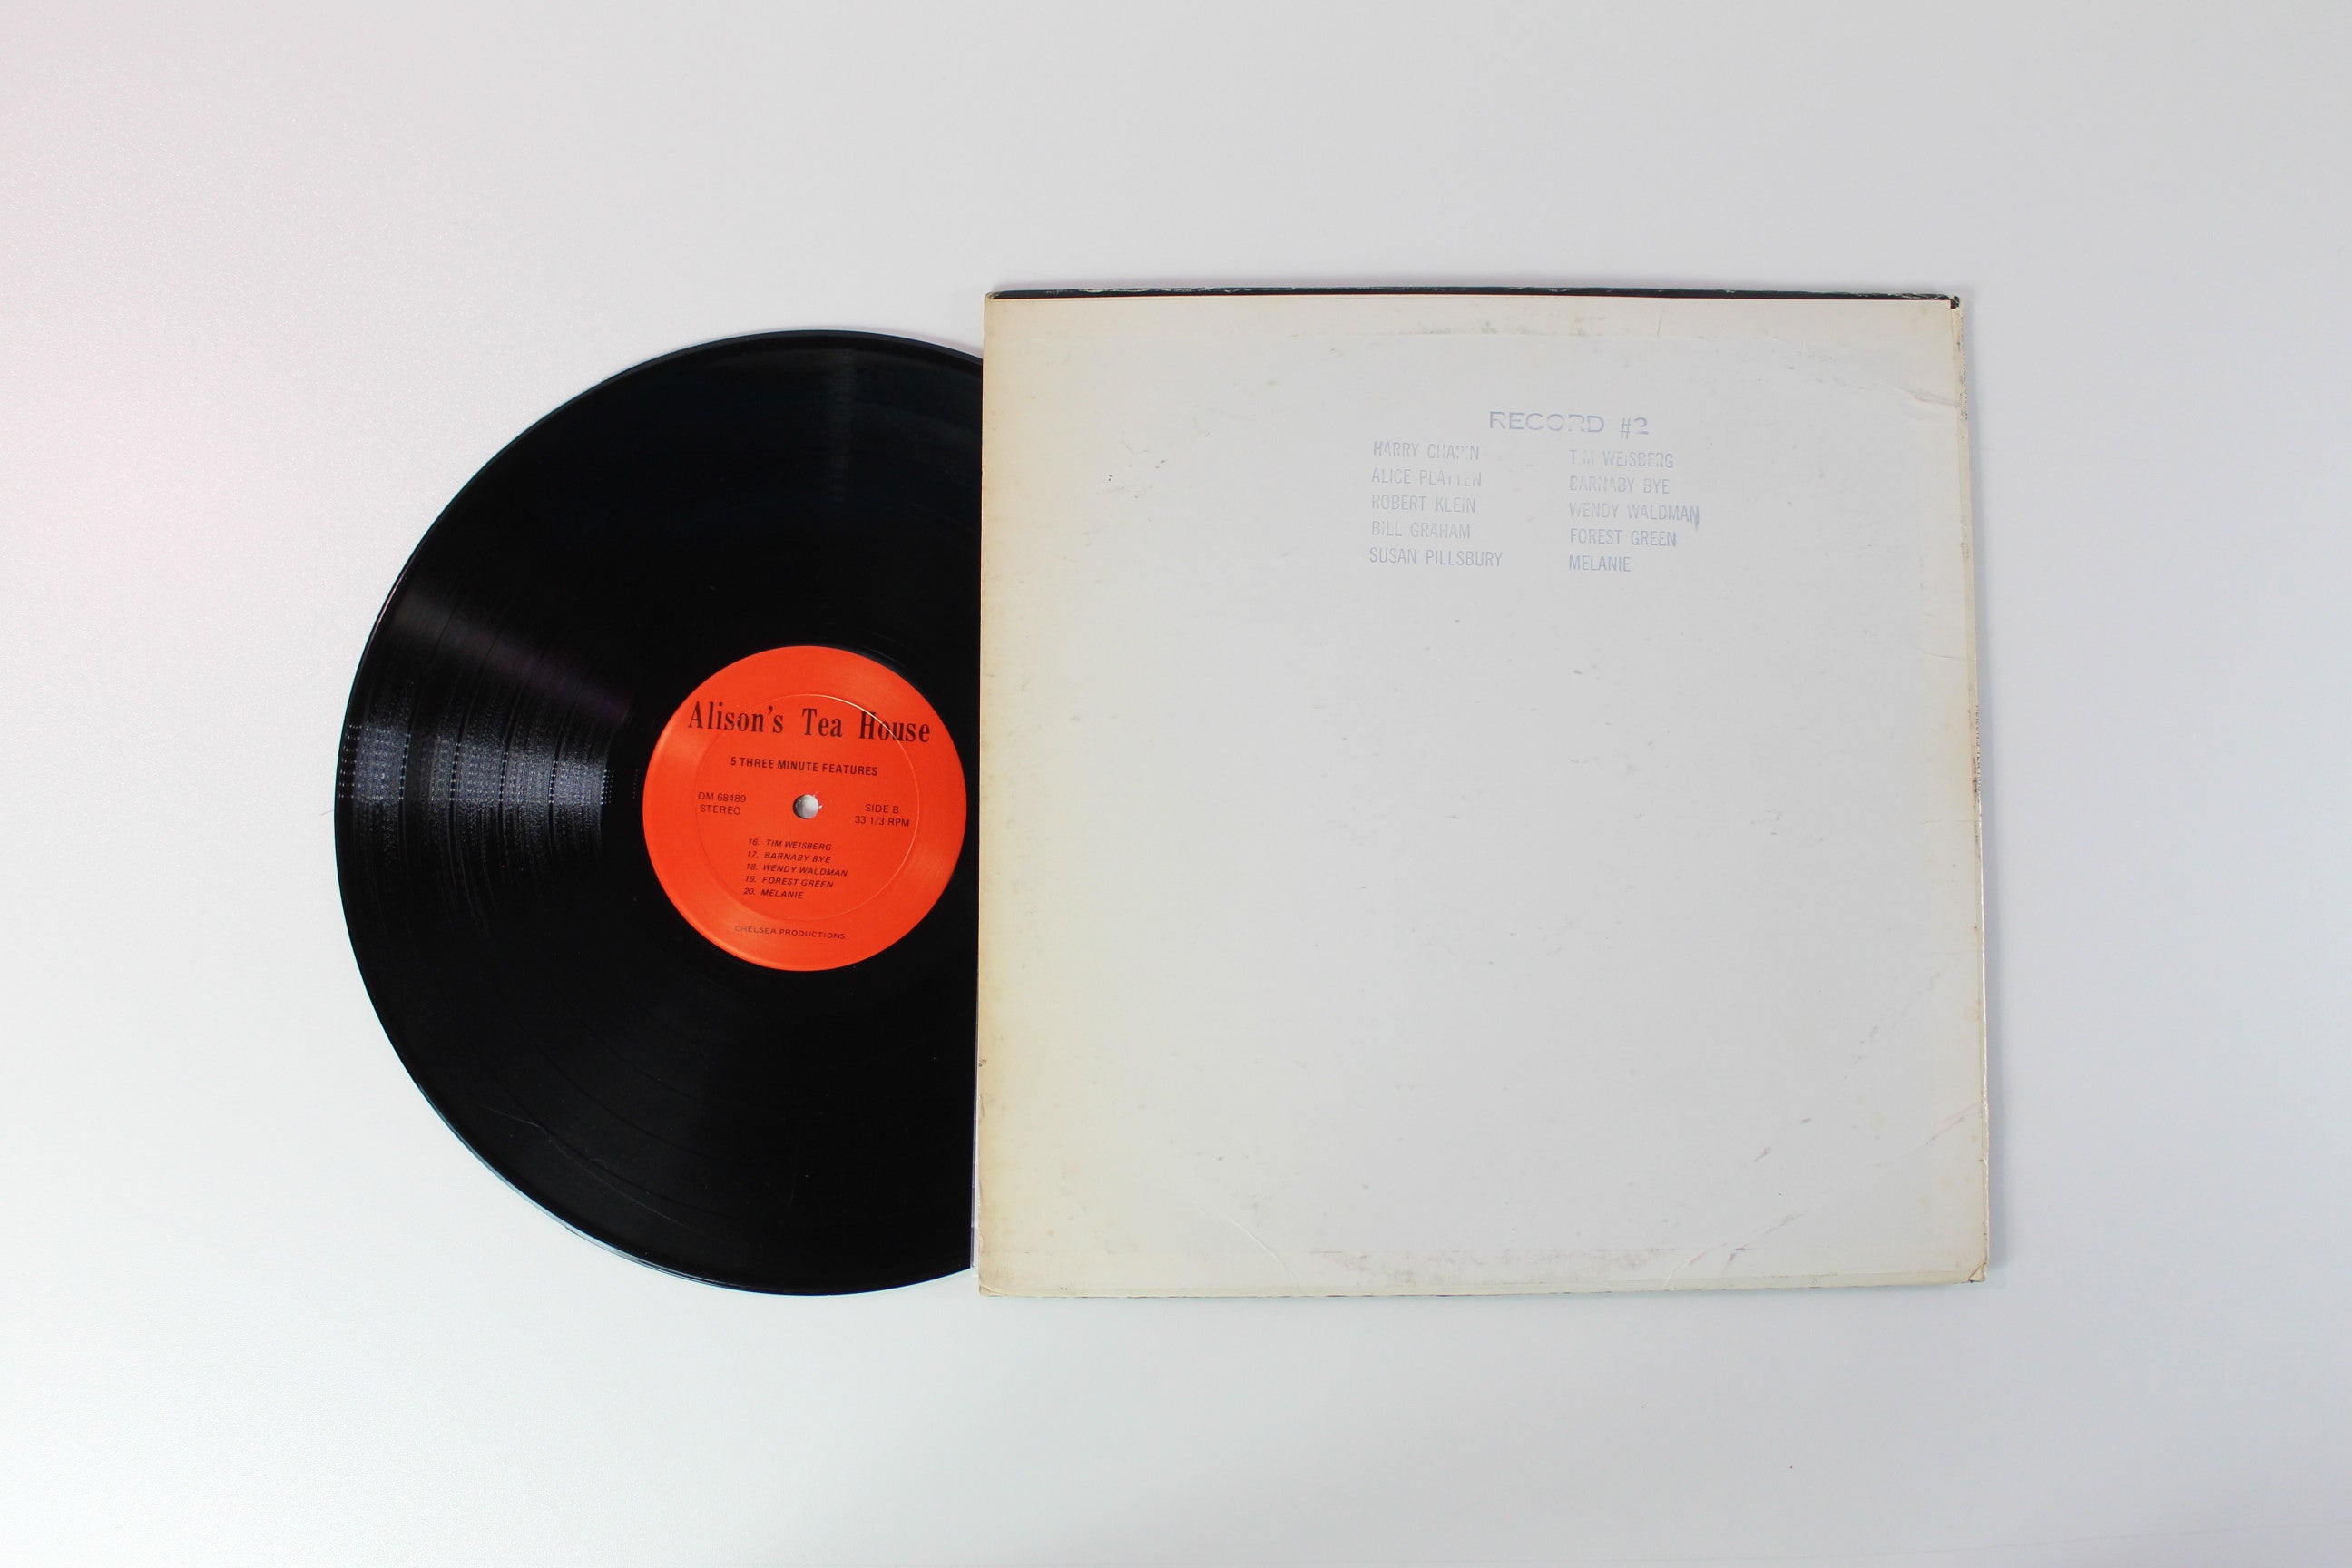 Alison's Tea House
5 THREE MINUTE FEATURES
DM 68489
STEREO
SIDE B
33 1/3 RPM
16. TIM WEISBERG
17. BARNABY BYE
18. WENDY WALDMAN
19. FOREST GREEN
20. MELANIE
CHELSEA PRODUCTIONS
RECORD #2
HARRY CHAPIN
ALICE PLAYTEN
ROBERT KLEIN
BILL GRAHAM
SUSAN PILLSBURY
TIM WEISBERG
BARNABY BYE
WENDY WALDMAN
FOREST GREEN
MELANIE